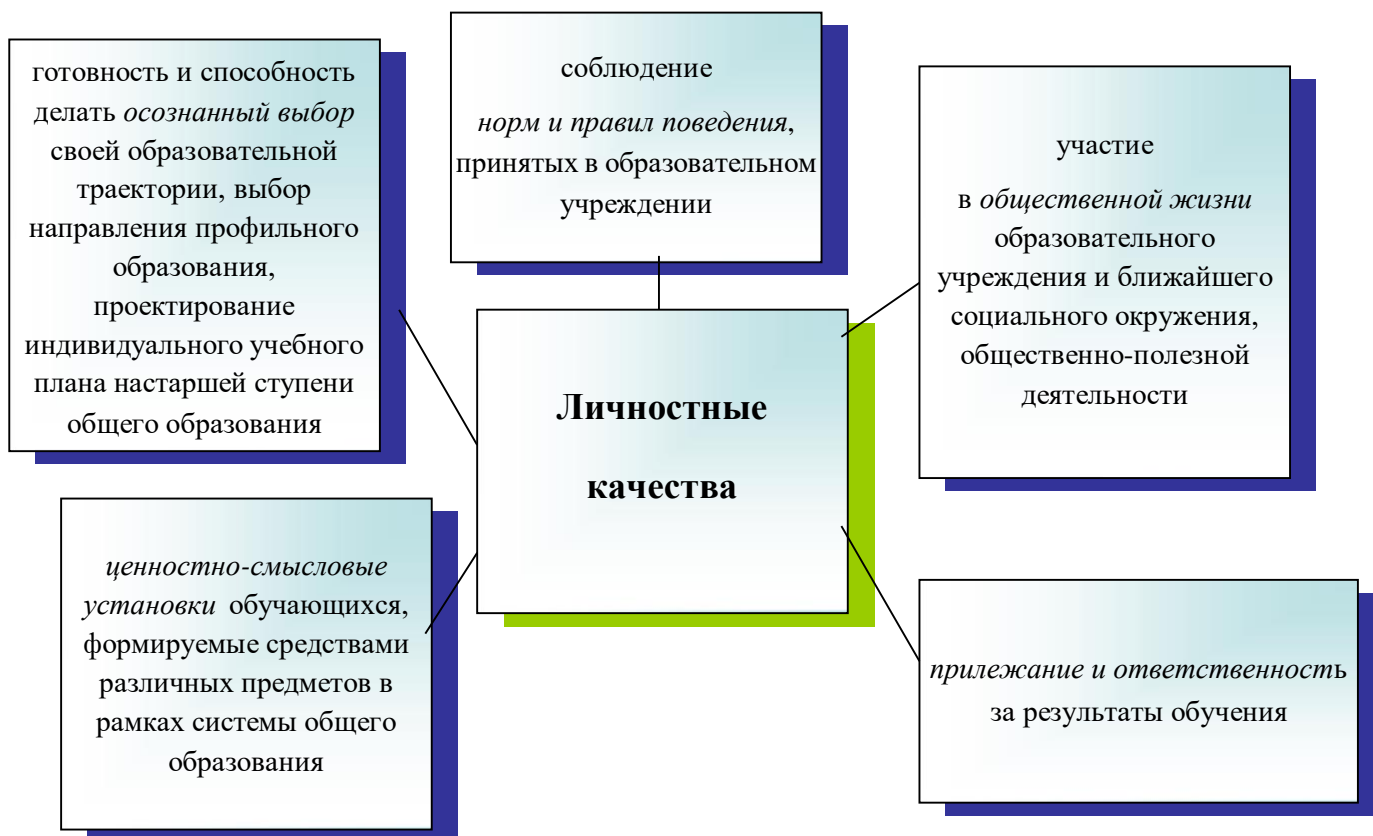 готовность и способность
делать осознанный выбор
своей образовательной
траектории, выбор
направления профильного
образования,
проектирование
индивидуального учебного
плана настаршей ступени
общего образования
соблюдение
норм и правил поведения,
принятых в образовательном
учреждении
участие
в общественной жизни
образовательного
учреждения и ближайшего
социального окружения,
общественно-полезной
деятельности
Личностные
качества
ценностно-смысловые
установки обучающихся,
формируемые средствами
различных предметов в
рамках системы общего
образования
прилежание и ответственность
за результаты обучения